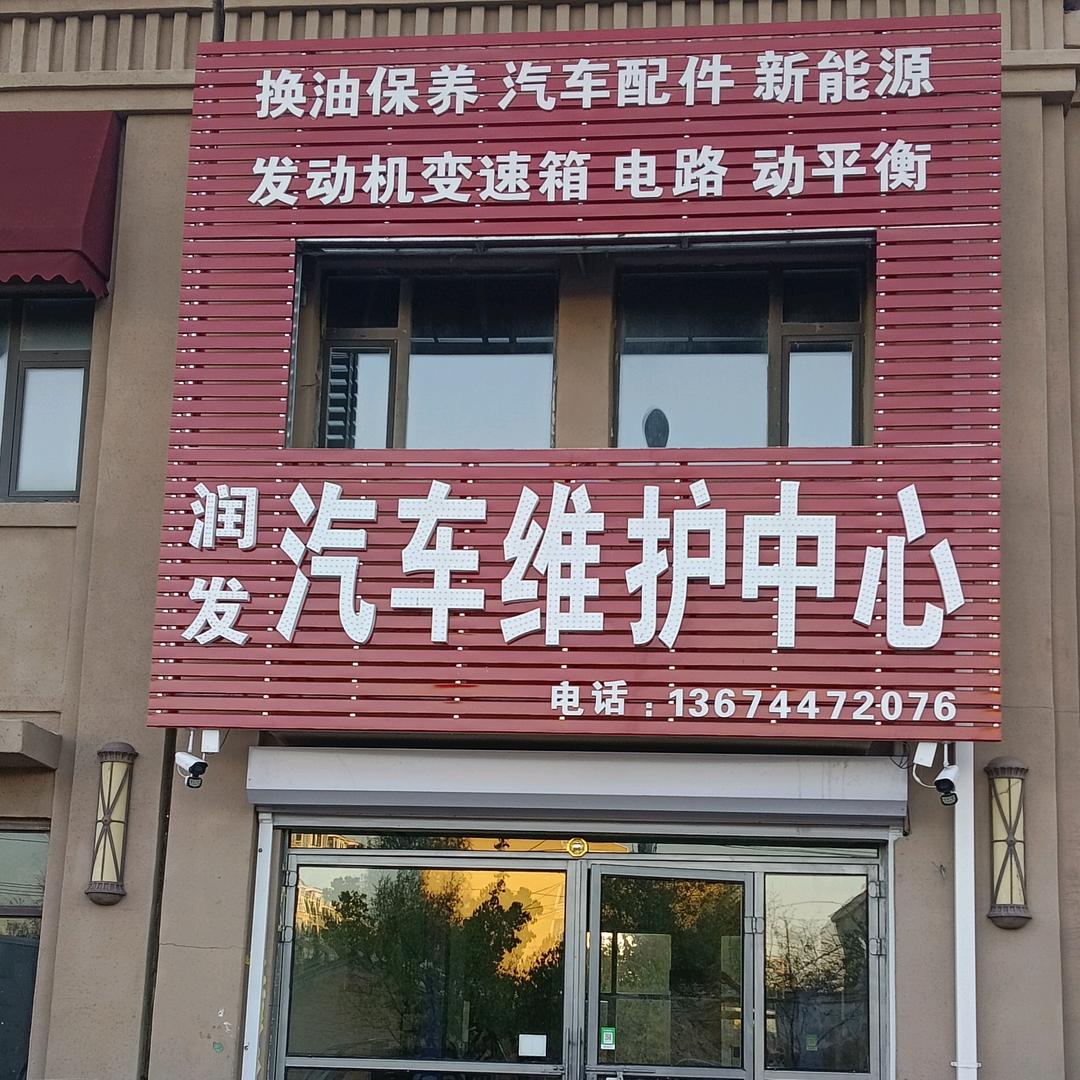 换油保养 汽车配件 新能源
发动机变速箱 电路 动平衡
润发 汽车维护中心
电话：13674472076